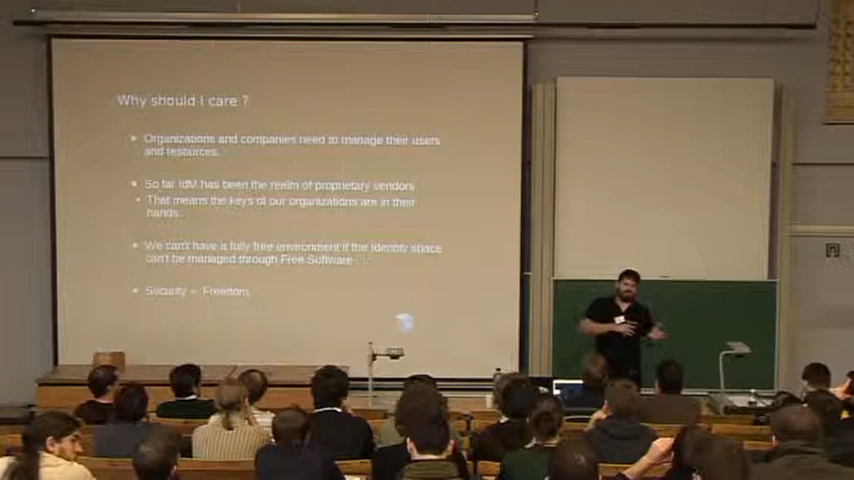 Why should I care ?
Organizations and companies need to manage their users
and resources.
So far IdM has been the realm of proprietary vendors
That means the keys of our organizations are in their
hands.
We can't have a fully free environment if the Identity space
can't be managed through Free Software
Security
Freedom